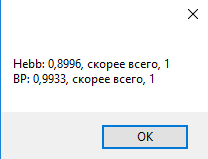 Hebb: 0,8996, скорее всего, 1
BP: 0,9933, скорее всего, 1
OK